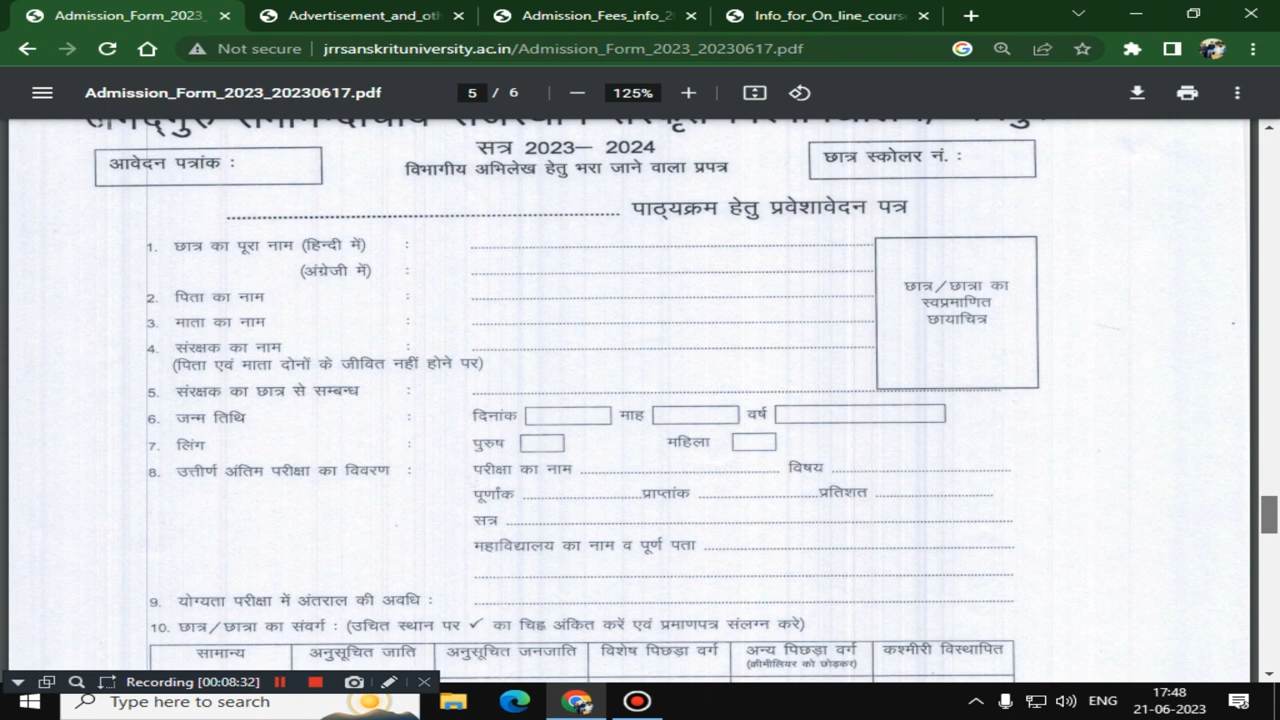 Admission_Form_2023_
Advertisement_and_oth
Admission_Fees_info_2
Info_for_On_line_course
Not secure | jrrsanskrituniversity.ac.in/Admission_Form_2023_20230617.pdf
Admission_Form_2023_20230617.pdf
5 / 6
125%
सत्र 2023– 2024
आवेदन पत्रांक :
छात्र स्कोलर नं. :
विभागीय अभिलेख हेतु भरा जाने वाला प्रपत्र
पाठ्यक्रम हेतु प्रवेशावेदन पत्र
1. छात्र का पूरा नाम (हिन्दी में) :
(अंग्रेजी में) :
छात्र/छात्रा का
स्वप्रमाणित
छायाचित्र
2. पिता का नाम :
3. माता का नाम :
4. संरक्षक का नाम :
(पिता एवं माता दोनों के जीवित नहीं होने पर)
5. संरक्षक का छात्र से सम्बन्ध :
6. जन्म तिथि : दिनांक माह वर्ष
7. लिंग : पुरुष महिला
8. उत्तीर्ण अंतिम परीक्षा का विवरण : परीक्षा का नाम विषय
पूर्णांक प्राप्तांक प्रतिशत
सत्र
महाविद्यालय का नाम व पूर्ण पता
9. योग्यता परीक्षा में अंतराल की अवधि :
10. छात्र/छात्रा का संवर्ग : (उचित स्थान पर ✓ का चिह्न अंकित करें एवं प्रमाणपत्र संलग्न करे)
सामान्य अनुसूचित जाति अनुसूचित जनजाति विशेष पिछड़ा वर्ग अन्य पिछड़ा वर्ग कश्मीरी विस्थापित
(क्रीमीलियर को छोड़कर)
Recording [00:08:32]
Type here to search
ENG
17:48
21-06-2023